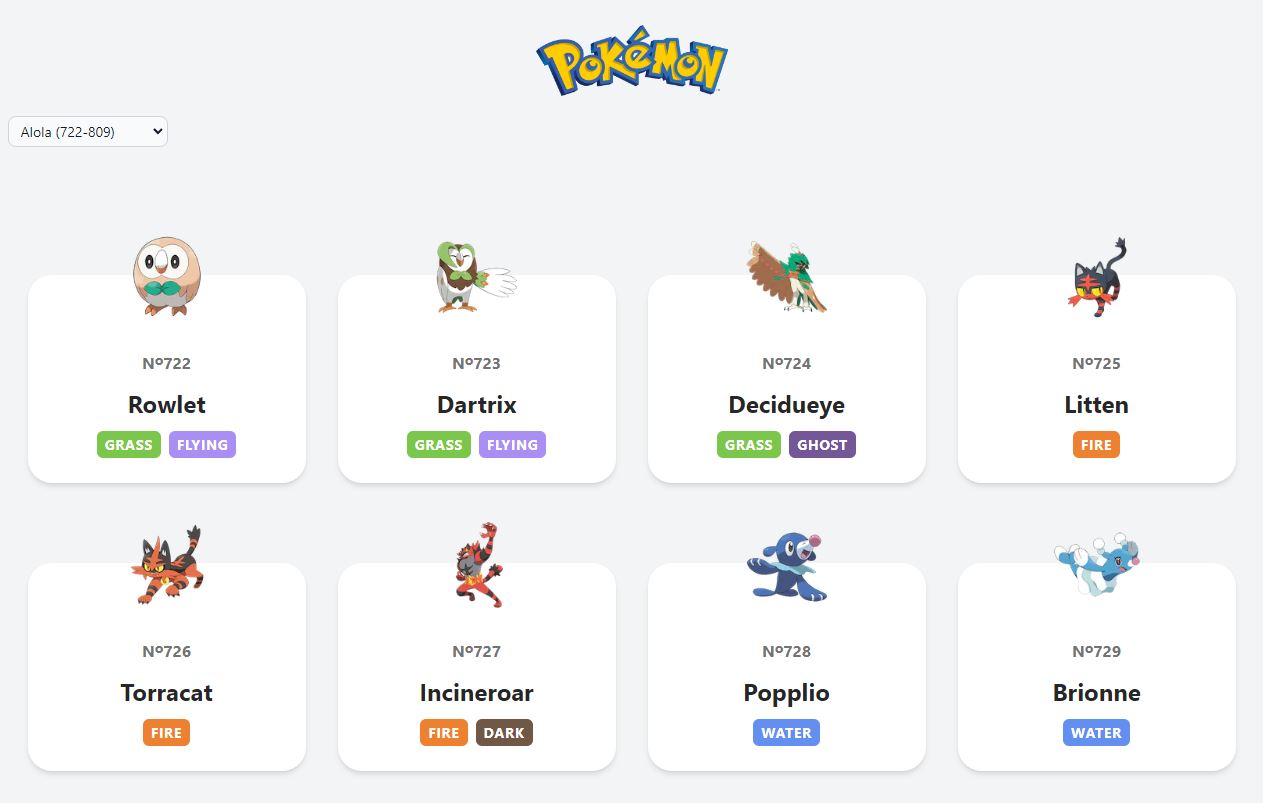 POKéMON
Alola (722-809)
Nº722
Rowlet
GRASS FLYING
Nº723
Dartrix
GRASS FLYING
Nº724
Decidueye
GRASS GHOST
Nº725
Litten
FIRE
Nº726
Torracat
FIRE
Nº727
Incineroar
FIRE DARK
Nº728
Popplio
WATER
Nº729
Brionne
WATER